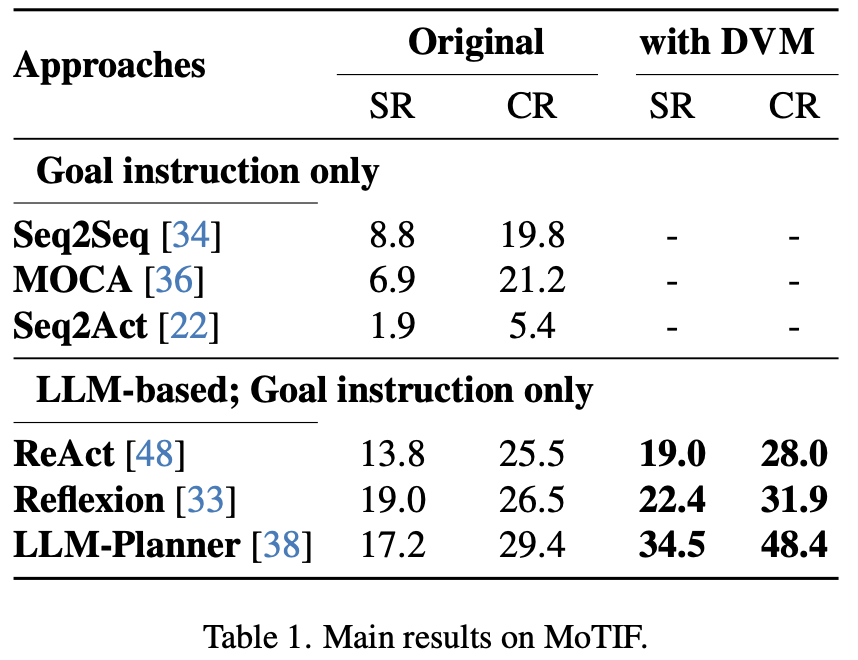 Approaches Original with DVM
SR CR SR CR
Goal instruction only
Seq2Seq [34] 8.8 19.8 - -
MOCA [36] 6.9 21.2 - -
Seq2Act [22] 1.9 5.4 - -
LLM-based; Goal instruction only
ReAct [48] 13.8 25.5 19.0 28.0
Reflexion [33] 19.0 26.5 22.4 31.9
LLM-Planner [38] 17.2 29.4 34.5 48.4
Table 1. Main results on MoTIF.